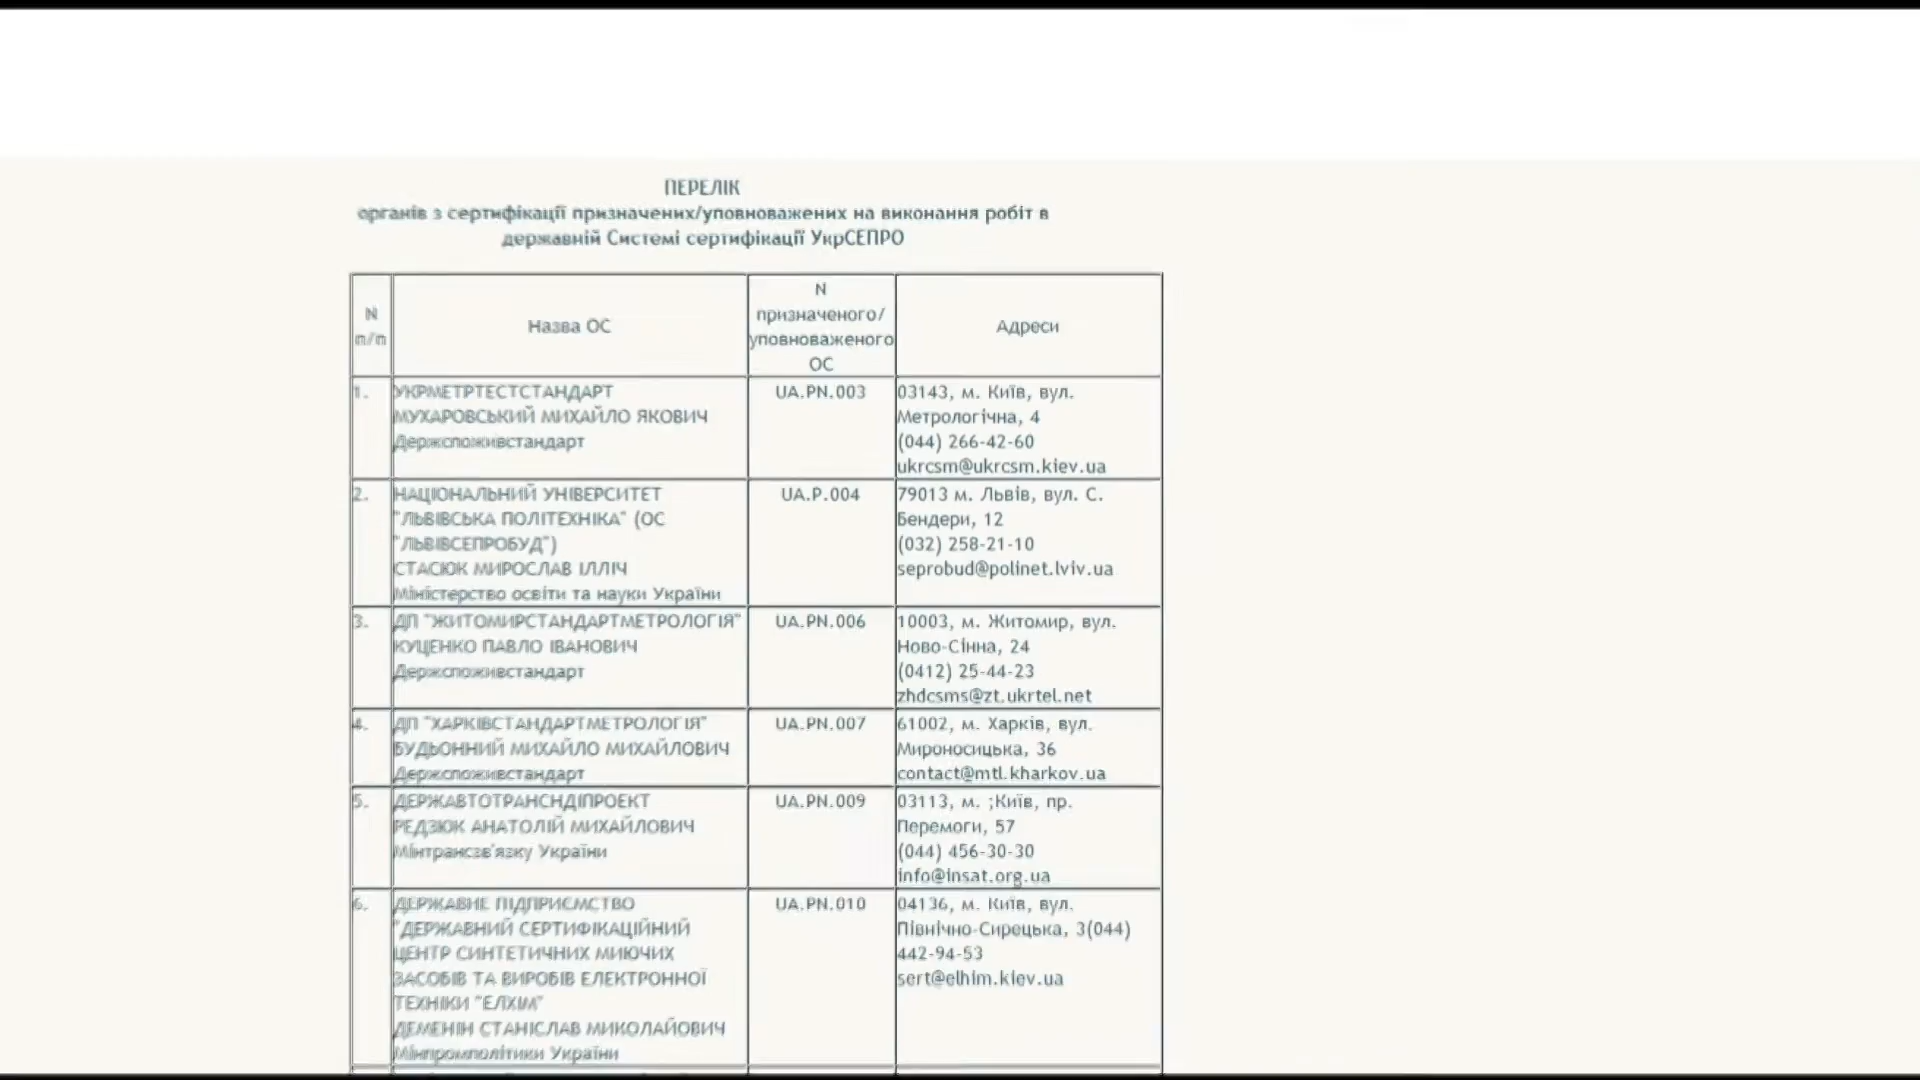 ПЕРЕЛІК
органів з сертифікації призначених/уповноважених на виконання робіт в
державній Системі сертифікації УкрСЕПРО
N
п/п
Назва ОС
N
призначеного/
уповноваженого
ОС
Адреси
1.
УКРМЕТРТЕСТСТАНДАРТ
МУХАРОВСЬКИЙ МИХАЙЛО ЯКОВИЧ
Держспоживстандарт
UA.PN.003
03143, м. Київ, вул.
Метрологічна, 4
(044) 266-42-60
ukrcsm@ukrcsm.kiev.ua
2.
НАЦІОНАЛЬНИЙ УНІВЕРСИТЕТ
"ЛЬВІВСЬКА ПОЛІТЕХНІКА" (ОС
"ЛЬВІВСЕПРОБУД")
СТАСЮК МИРОСЛАВ ІЛЛІЧ
Міністерство освіти та науки України
UA.P.004
79013 м. Львів, вул. С.
Бендери, 12
(032) 258-21-10
seprobud@polinet.lviv.ua
3.
ДП "ЖИТОМИРСТАНДАРТМЕТРОЛОГІЯ"
КУЦЕНКО ПАВЛО ІВАНОВИЧ
Держспоживстандарт
UA.PN.006
10003, м. Житомир, вул.
Ново-Сінна, 24
(0412) 25-44-23
zhdcsms@zt.ukrtel.net
4.
ДП "ХАРКІВСТАНДАРТМЕТРОЛОГІЯ"
БУДЬОННИЙ МИХАЙЛО МИХАЙЛОВИЧ
Держспоживстандарт
UA.PN.007
61002, м. Харків, вул.
Мироносицька, 36
contact@mtl.kharkov.ua
5.
ДЕРЖАВТОТРАНСНДІПРОЕКТ
РЕДЗЮК АНАТОЛІЙ МИХАЙЛОВИЧ
Мінтрансзв'язку України
UA.PN.009
03113, м. ;Київ, пр.
Перемоги, 57
(044) 456-30-30
info@insat.org.ua
6.
ДЕРЖАВНЕ ПІДПРИЄМСТВО
"ДЕРЖАВНИЙ СЕРТИФІКАЦІЙНИЙ
ЦЕНТР СИНТЕТИЧНИХ МИЮЧИХ
ЗАСОБІВ ТА ВИРОБІВ ЕЛЕКТРОННОЇ
ТЕХНІКИ "ЕЛХІМ"
ДЕМЕНІН СТАНІСЛАВ МИКОЛАЙОВИЧ
Мінпромполітики України
UA.PN.010
04136, м. Київ, вул.
Північно-Сирецька, 3(044)
442-94-53
sert@elhim.kiev.ua